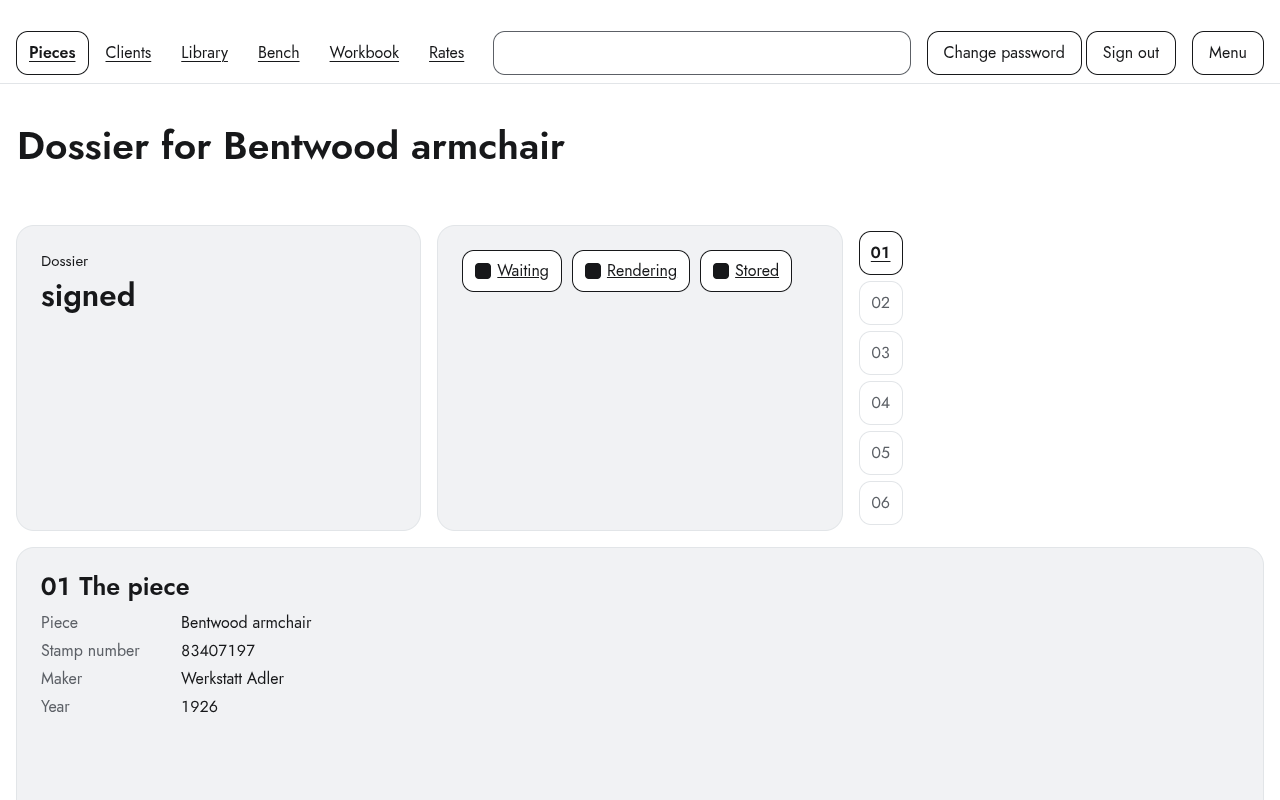 Pieces Clients Library Bench Workbook Rates Change password Sign out Menu
Dossier for Bentwood armchair
Dossier
signed
Waiting Rendering Stored
01
02
03
04
05
06
01 The piece
Piece Bentwood armchair
Stamp number 83407197
Maker Werkstatt Adler
Year 1926